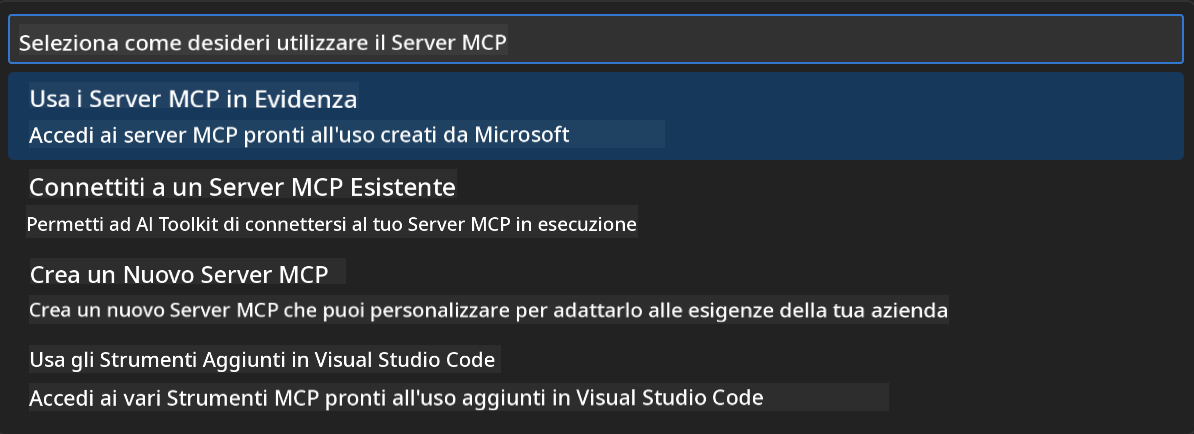 Seleziona come desideri utilizzare il Server MCP
Usa i Server MCP in Evidenza
Accedi ai server MCP pronti all'uso creati da Microsoft
Connettiti a un Server MCP Esistente
Permetti ad AI Toolkit di connettersi al tuo Server MCP in esecuzione
Crea un Nuovo Server MCP
Crea un nuovo Server MCP che puoi personalizzare per adattarlo alle esigenze della tua azienda
Usa gli Strumenti Aggiunti in Visual Studio Code
Accedi ai vari Strumenti MCP pronti all'uso aggiunti in Visual Studio Code